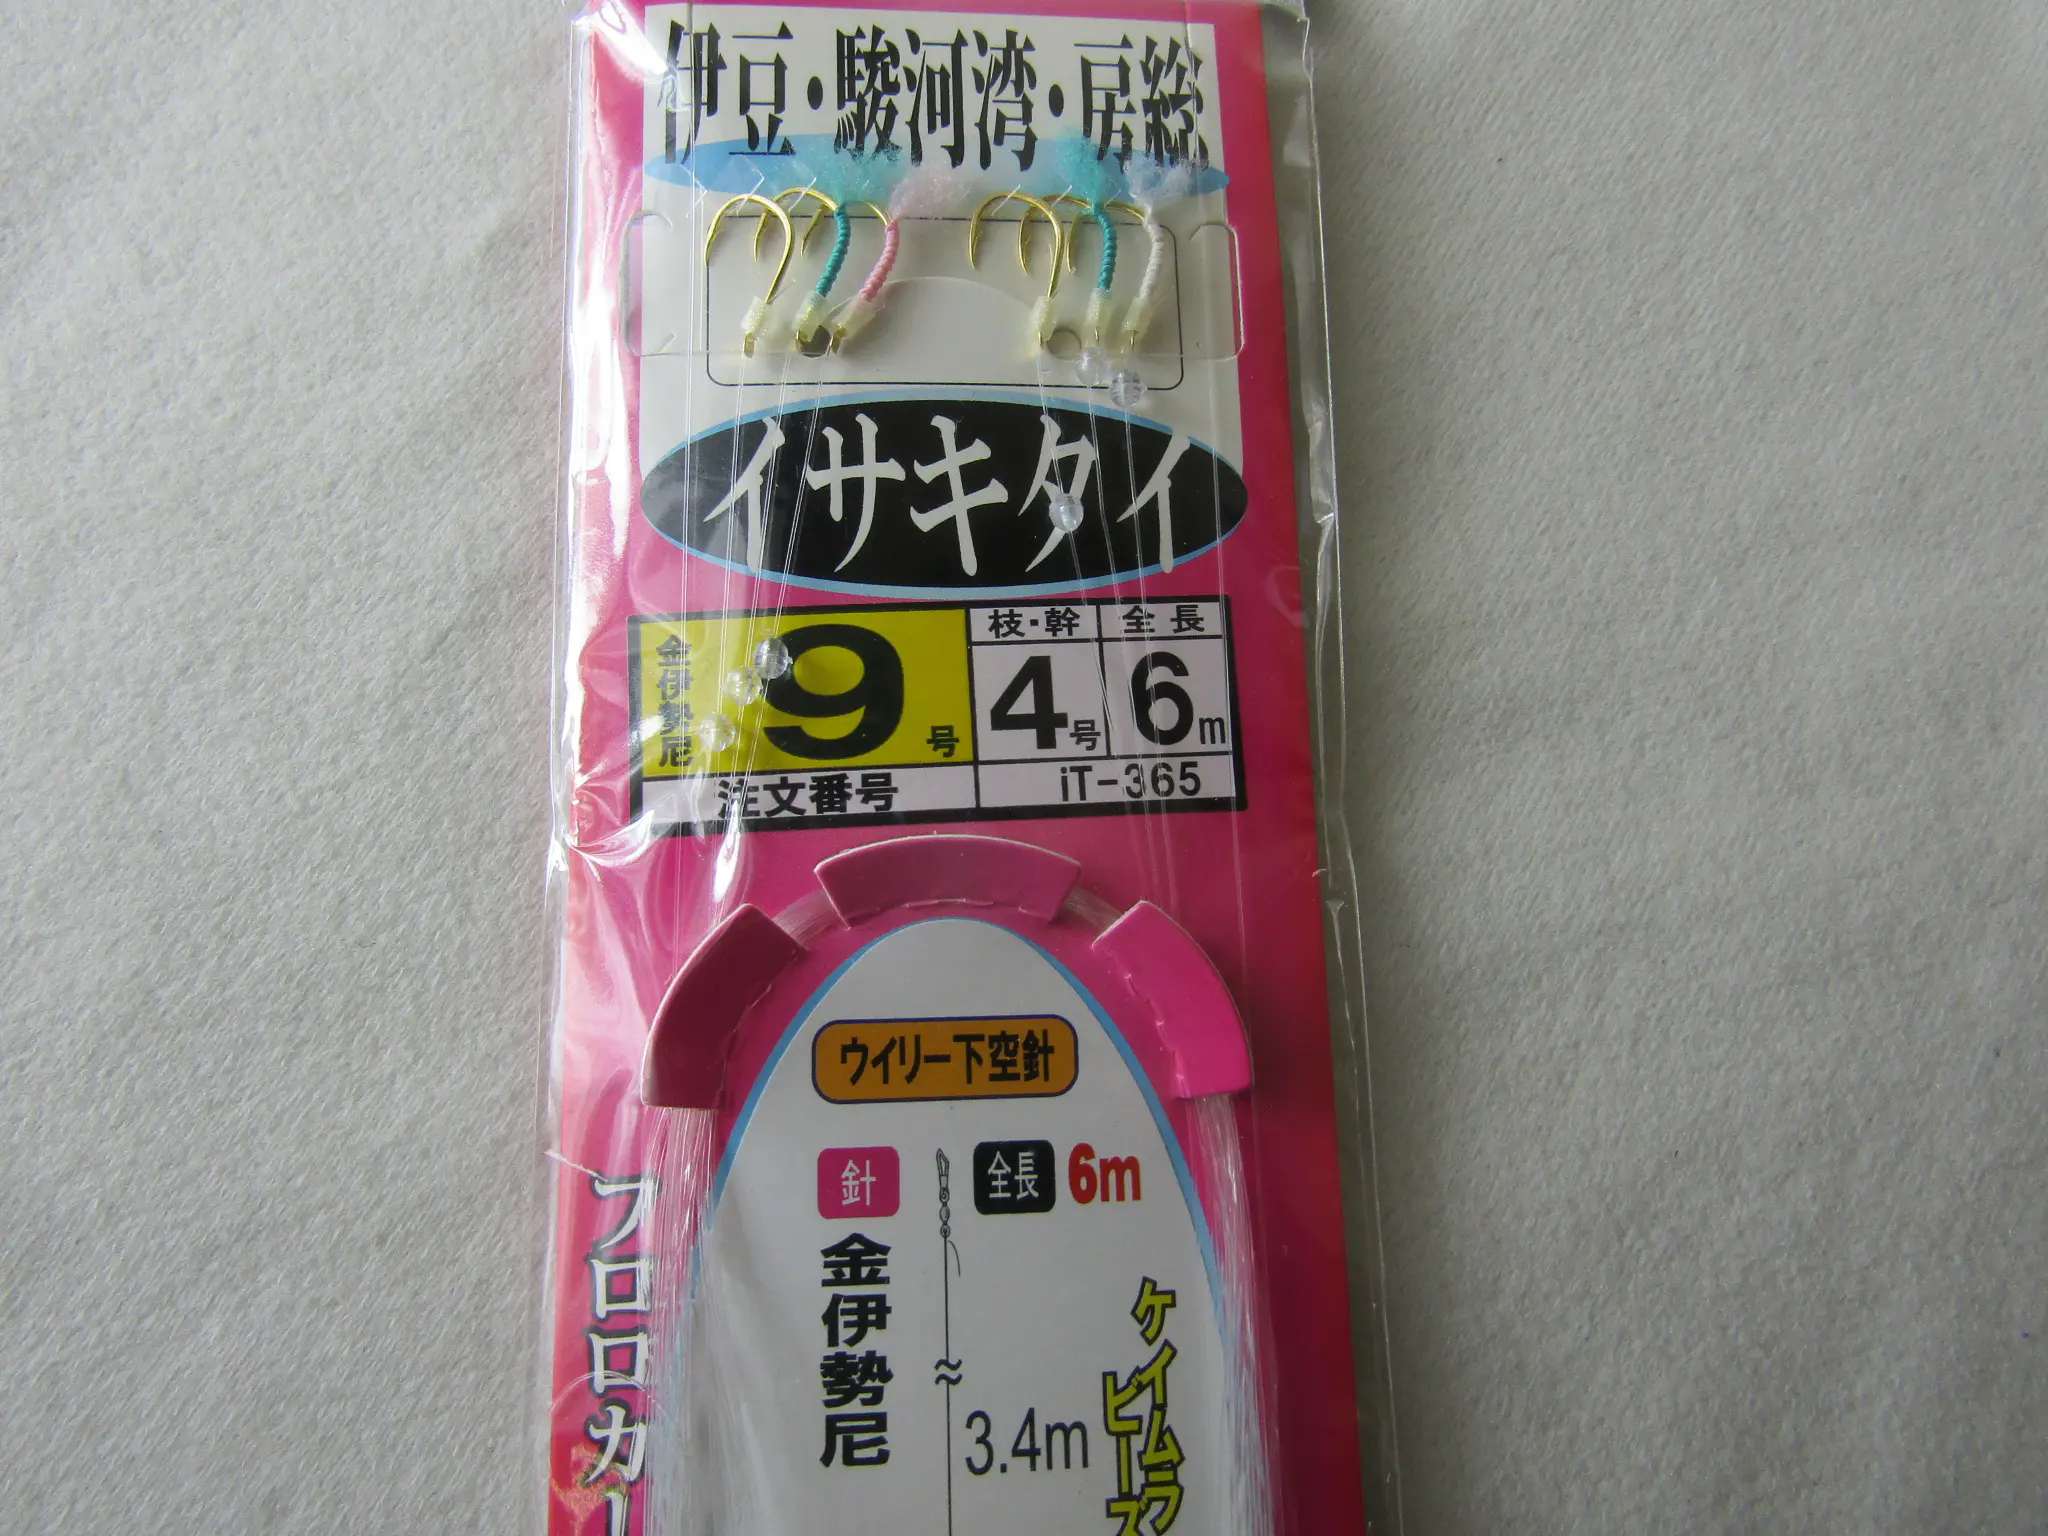 伊豆・駿河湾・房総
イサキタイ
金伊勢尼
9号
枝・幹
4号
全長
6m
注文番号
iT-365
ウイリー下空針
針
金伊勢尼
全長 6m
3.4m
ケイムラ
ビーズ
フロロカー